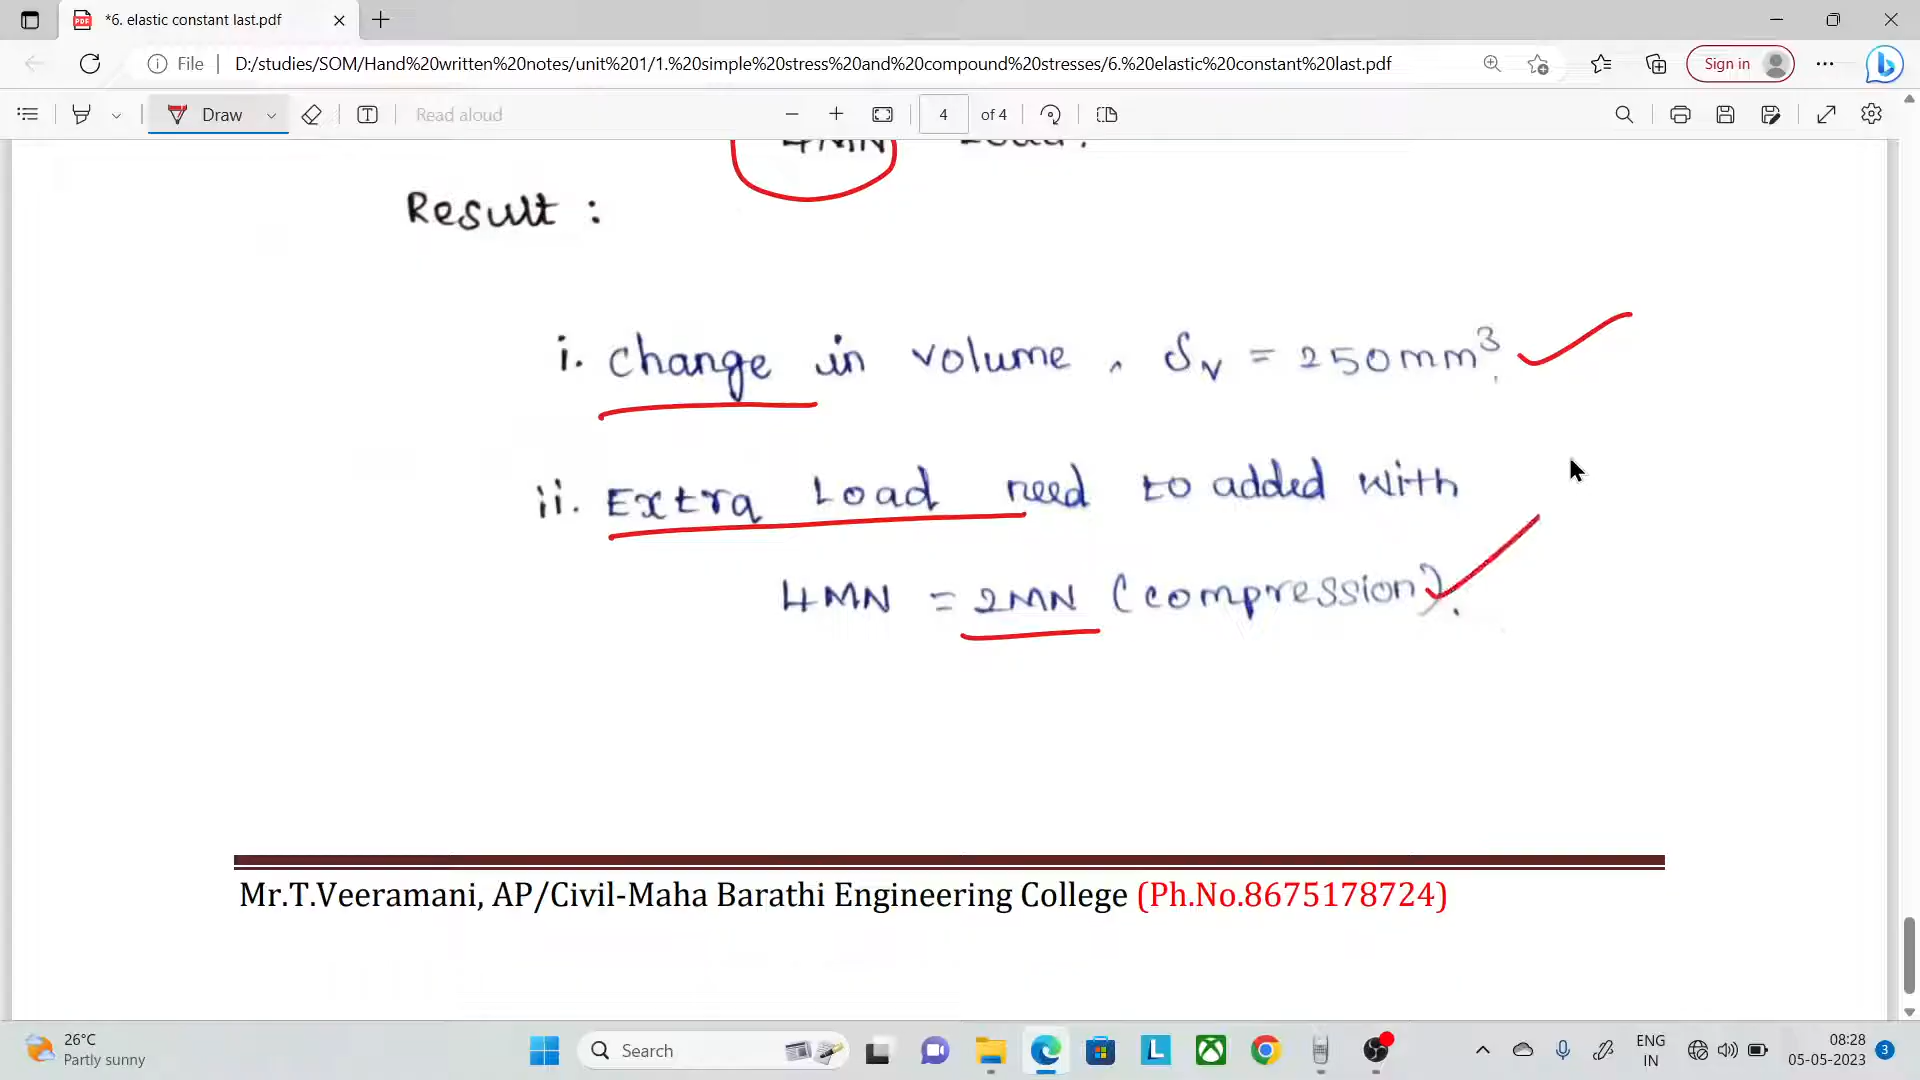 *6. elastic constant last.pdf
File
D:/studies/SOM/Hand%20written%20notes/unit%201/1.%20simple%20stress%20and%20compound%20stresses/6.%20elastic%20constant%20last.pdf
Sign in
Draw
Read aloud
4 of 4
4MN Load.
Result :
i. change in volume , δv = 250mm³.
ii. Extra Load need to added with
4MN = 2MN (compression).
Mr.T.Veeramani, AP/Civil-Maha Barathi Engineering College (Ph.No.8675178724)
26°C
Partly sunny
Search
ENG
IN
08:28
05-05-2023
3